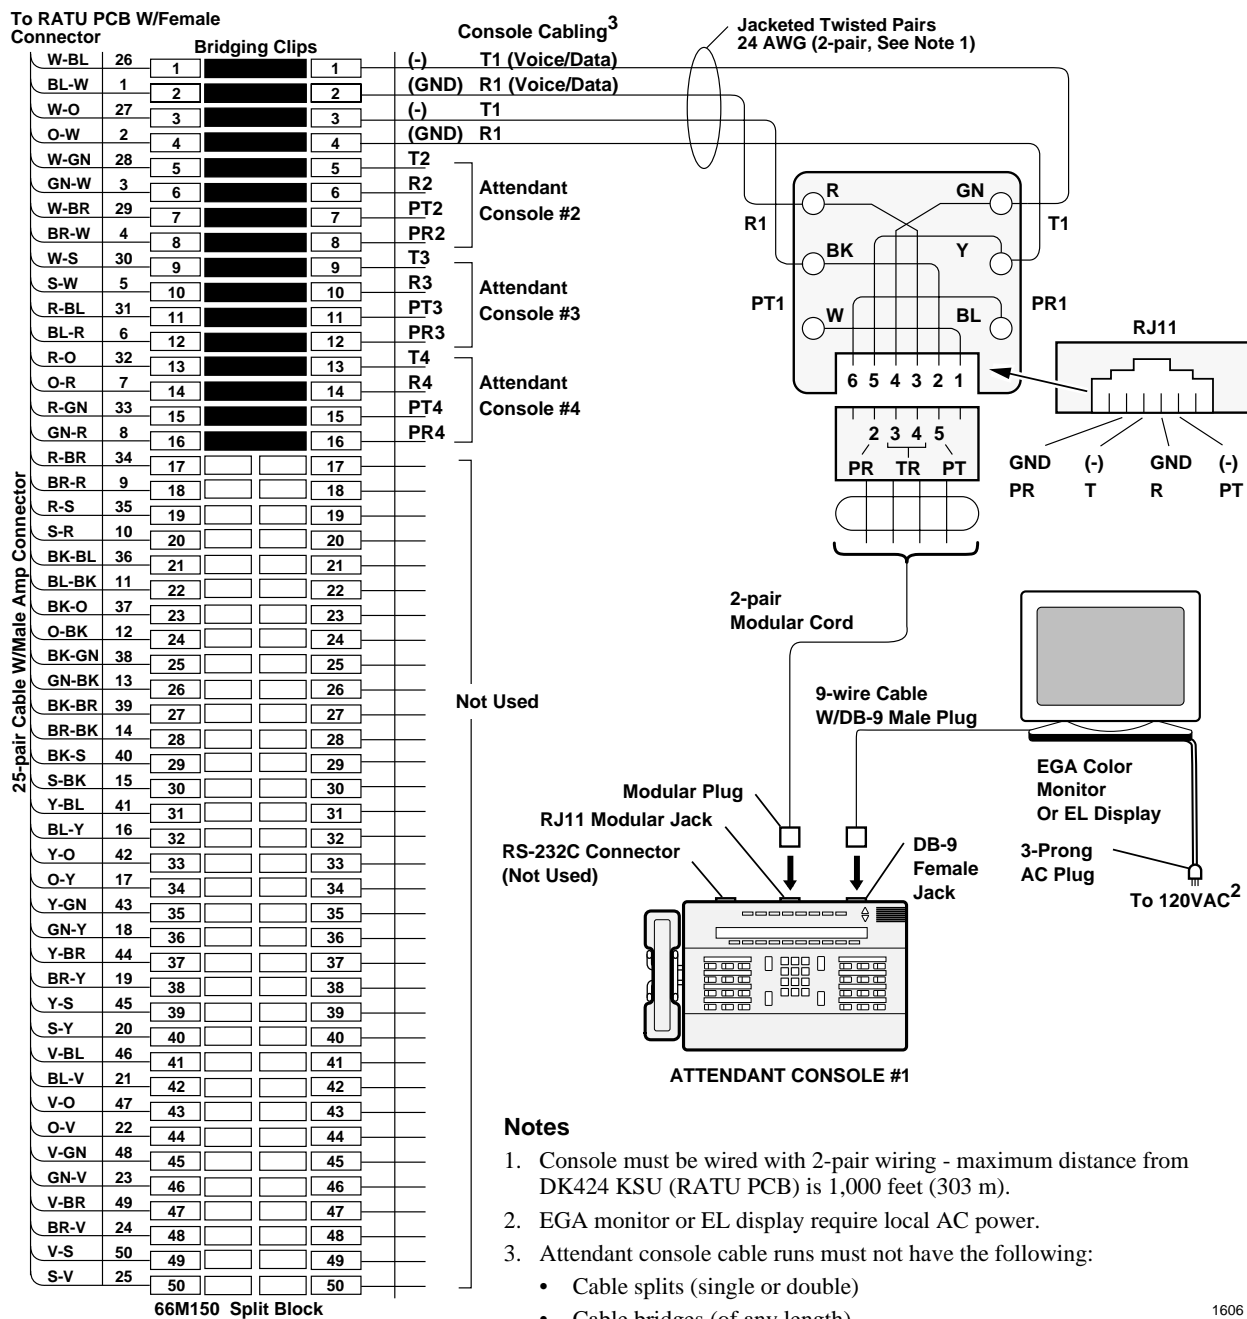 To RATU PCB W/Female
Connector
Bridging Clips
Console Cabling3
Jacketed Twisted Pairs
24 AWG (2-pair, See Note 1)
W-BL 26 1 1 (-) T1 (Voice/Data)
BL-W 1 2 2 (GND) R1 (Voice/Data)
W-O 27 3 3 (-) T1
O-W 2 4 4 (GND) R1
W-GN 28 5 5 T2
GN-W 3 6 6 R2
W-BR 29 7 7 PT2
BR-W 4 8 8 PR2
Attendant
Console #2
W-S 30 9 9 T3
S-W 5 10 10 R3
R-BL 31 11 11 PT3
BL-R 6 12 12 PR3
Attendant
Console #3
R-O 32 13 13 T4
O-R 7 14 14 R4
R-GN 33 15 15 PT4
GN-R 8 16 16 PR4
Attendant
Console #4
R-BR 34 17 17
BR-R 9 18 18
R-S 35 19 19
S-R 10 20 20
BK-BL 36 21 21
BL-BK 11 22 22
BK-O 37 23 23
O-BK 12 24 24
BK-GN 38 25 25
GN-BK 13 26 26
BK-BR 39 27 27
BR-BK 14 28 28
BK-S 40 29 29
S-BK 15 30 30
Y-BL 41 31 31
BL-Y 16 32 32
Y-O 42 33 33
O-Y 17 34 34
Y-GN 43 35 35
GN-Y 18 36 36
Y-BR 44 37 37
BR-Y 19 38 38
Y-S 45 39 39
S-Y 20 40 40
V-BL 46 41 41
BL-V 21 42 42
V-O 47 43 43
O-V 22 44 44
V-GN 48 45 45
GN-V 23 46 46
V-BR 49 47 47
BR-V 24 48 48
V-S 50 49 49
S-V 25 50 50
Not Used
25-pair Cable W/Male Amp Connector
66M150 Split Block
R GN
R1 T1
BK Y
PT1 PR1
W BL
6 5 4 3 2 1
RJ11
2 3 4 5
PR TR PT
GND (-) GND (-)
PR T R PT
2-pair
Modular Cord
9-wire Cable
W/DB-9 Male Plug
EGA Color
Monitor
Or EL Display
3-Prong
AC Plug
To 120VAC2
Modular Plug
RJ11 Modular Jack
RS-232C Connector
(Not Used)
DB-9
Female
Jack
ATTENDANT CONSOLE #1
Notes
1. Console must be wired with 2-pair wiring - maximum distance from
DK424 KSU (RATU PCB) is 1,000 feet (303 m).
2. EGA monitor or EL display require local AC power.
3. Attendant console cable runs must not have the following:
• Cable splits (single or double)
• Cable bridges (of any length)
1606